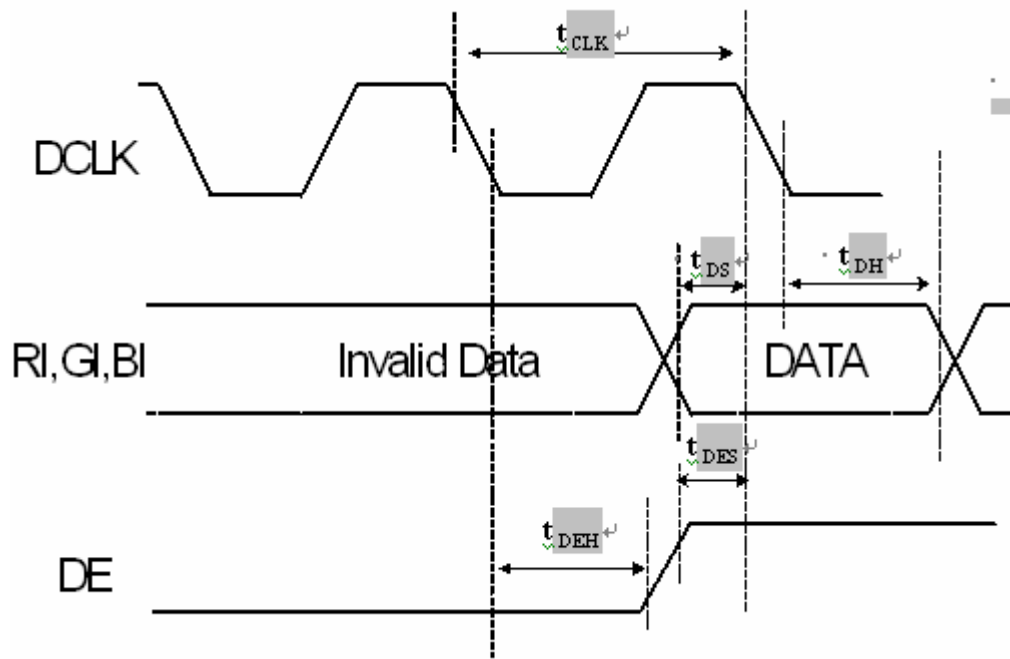 tCLK
DCLK
tDS
tDH
RI,GI,BI
Invalid Data
DATA
tDES
tDEH
DE